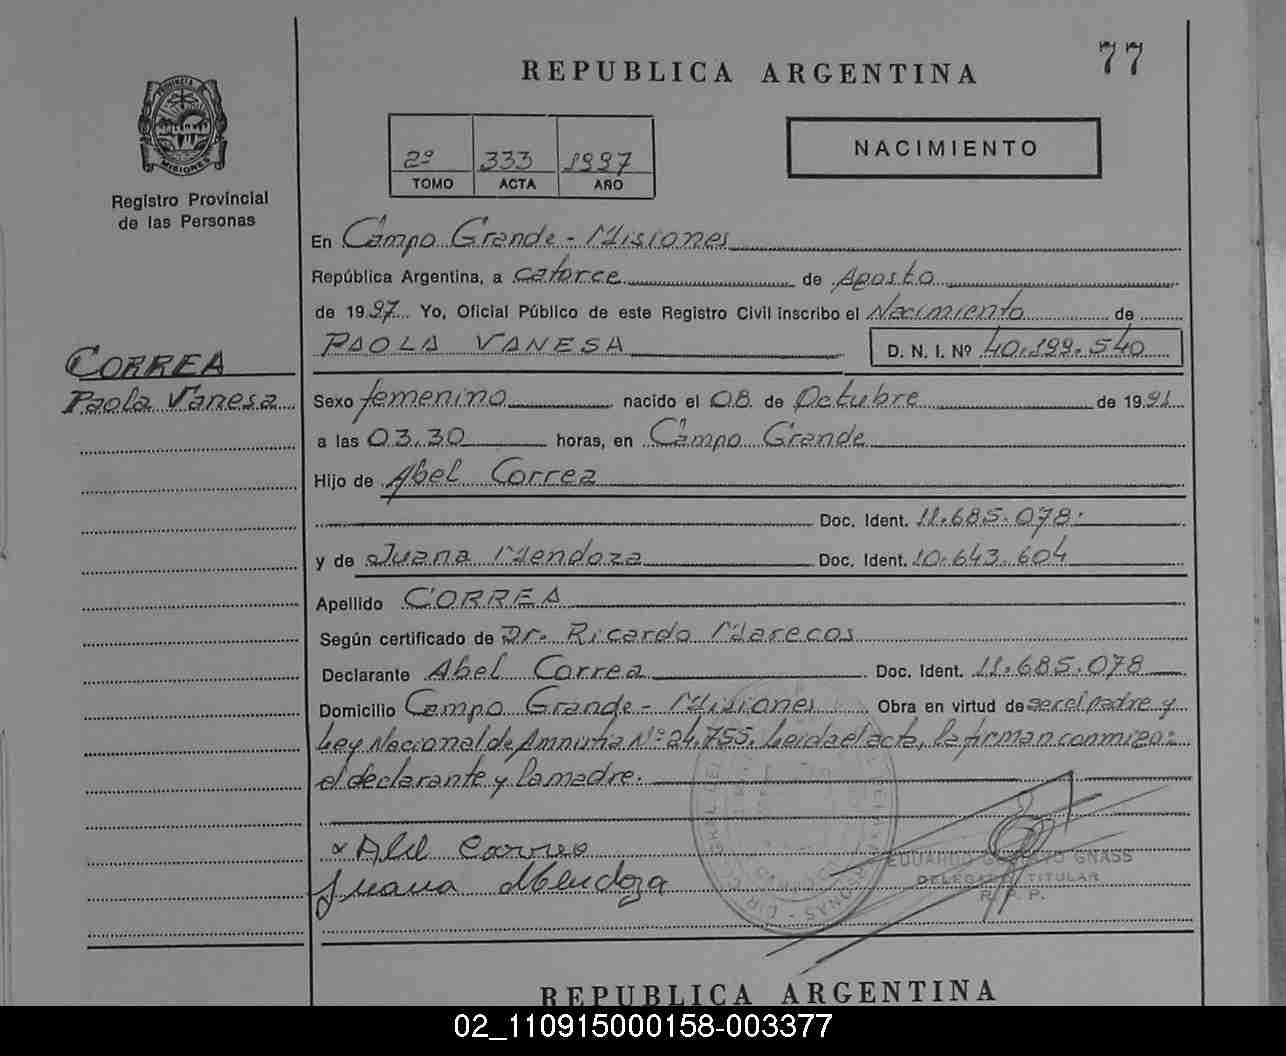 77
REPUBLICA ARGENTINA
PROVINCIA DE
MISIONES
Registro Provincial
de las Personas
2º 333 1997
TOMO ACTA AÑO
NACIMIENTO
En Campo Grande - Misiones
República Argentina, a catorce de Agosto
de 1997 Yo, Oficial Público de este Registro Civil inscribo el Nacimiento de
PAOLA VANESA D. N. I. Nº 40.199.540
CORREA
Paola Vanesa
Sexo femenino nacido el 08 de Octubre de 1991
a las 03.30 horas, en Campo Grande
Hijo de Abel Correa
Doc. Ident. 11.685.078
y de Juana Mendoza Doc. Ident. 10.643.604
Apellido CORREA
Según certificado de Dr. Ricardo Marecos
Declarante Abel Correa Doc. Ident. 11.685.078
Domicilio Campo Grande - Misiones Obra en virtud de ser el padre y
Ley Nacional de Amnistia Nº 24.755. Leida el acta, la firman conmigo:
el declarante y la madre.
x Abel Correa
Juana Mendoza
EDUARDO GNASS
DELEGADO TITULAR
R. P. P.
REPUBLICA ARGENTINA
02_110915000158-003377